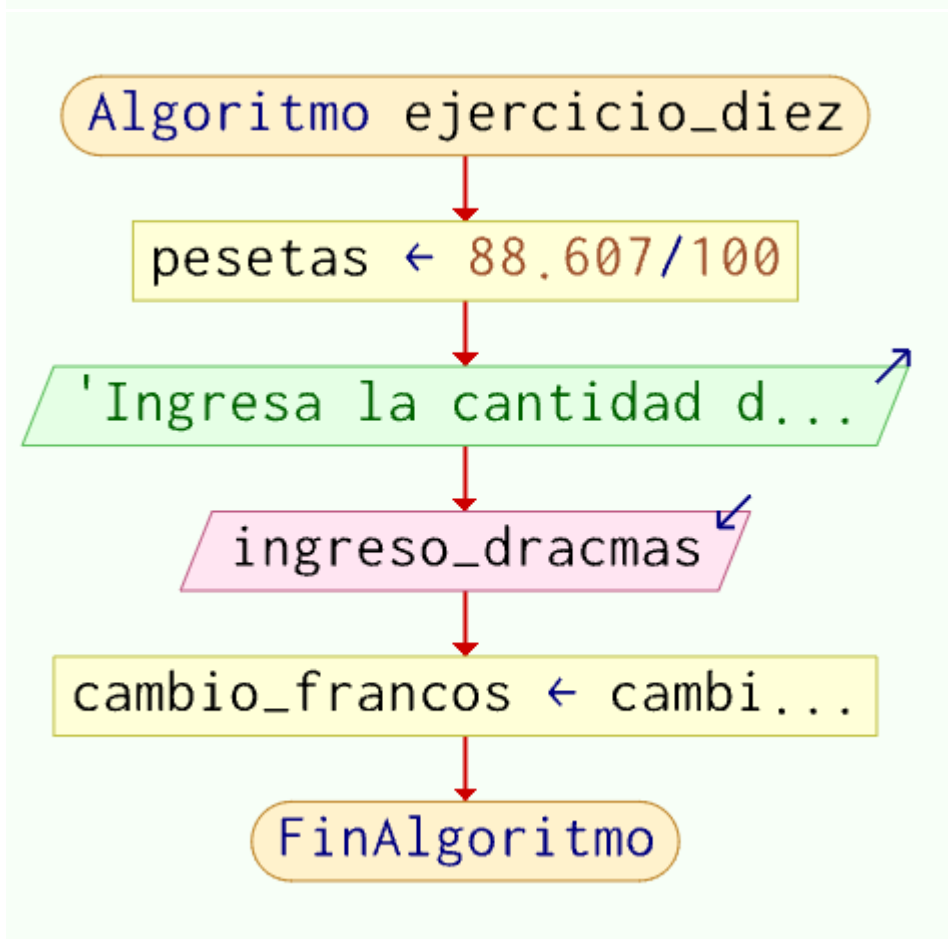 Algoritmo ejercicio_diez
pesetas ← 88.607/100
'Ingresa la cantidad d...
ingreso_dracmas
cambio_francos ← cambi...
FinAlgoritmo